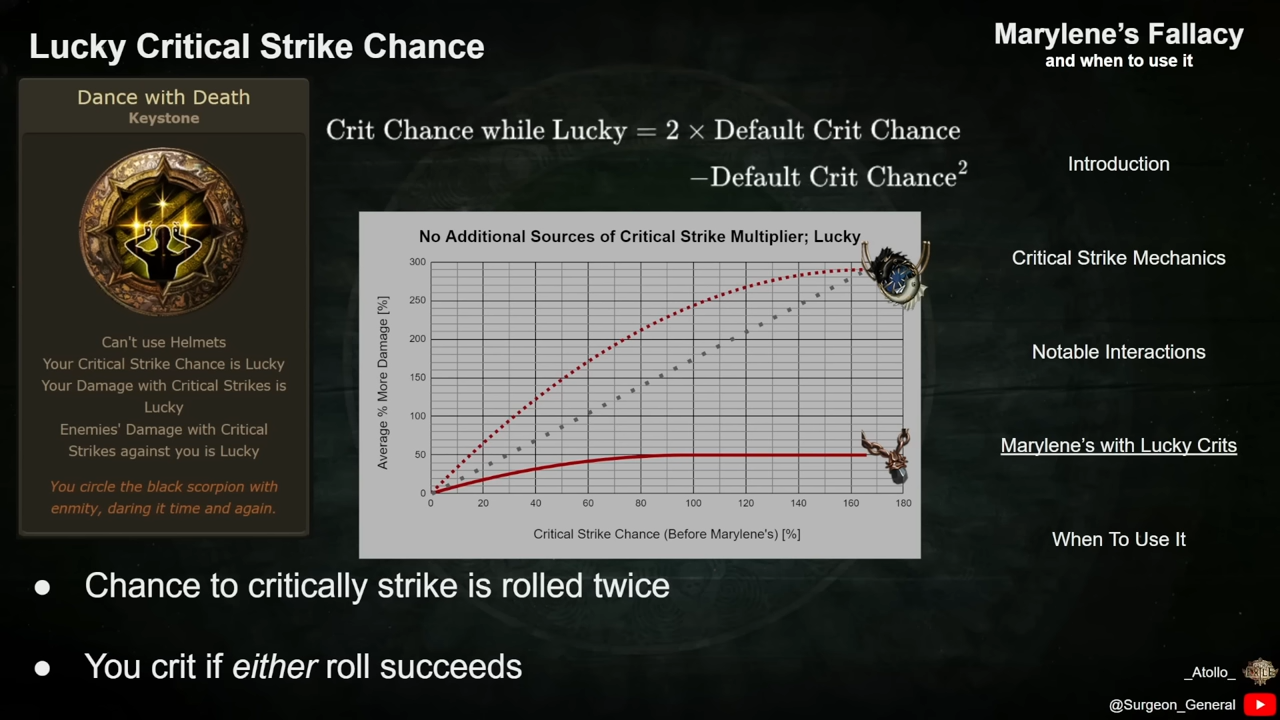 Lucky Critical Strike Chance
Marylene's Fallacy
and when to use it
Dance with Death
Keystone
Can't use Helmets
Your Critical Strike Chance is Lucky
Your Damage with Critical Strikes is
Lucky
Enemies' Damage with Critical
Strikes against you is Lucky
You circle the black scorpion with
enmity, daring it time and again.
Crit Chance while Lucky = 2 × Default Crit Chance
−Default Crit Chance²
No Additional Sources of Critical Strike Multiplier; Lucky
Average % More Damage [%]
300
250
200
150
100
50
0
0 20 40 60 80 100 120 140 160 180
Critical Strike Chance (Before Marylene's) [%]
Introduction
Critical Strike Mechanics
Notable Interactions
Marylene's with Lucky Crits
When To Use It
● Chance to critically strike is rolled twice
● You crit if either roll succeeds
_Atollo_
@Surgeon_General